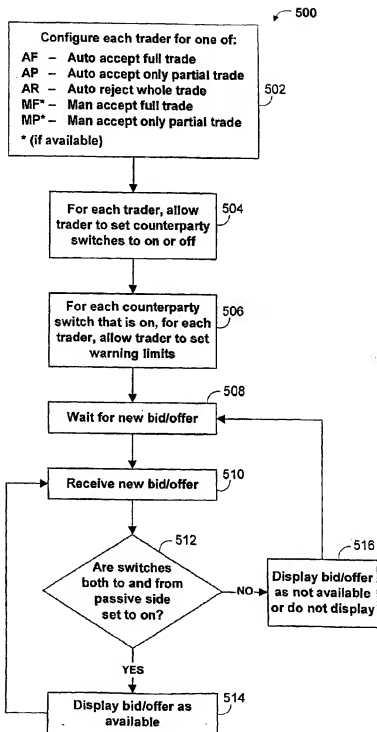 500
Configure each trader for one of:
AF – Auto accept full trade
AP – Auto accept only partial trade
AR – Auto reject whole trade
MF* – Man accept full trade
MP* – Man accept only partial trade
* (if available)
502
For each trader, allow
trader to set counterparty
switches to on or off
504
For each counterparty
switch that is on, for each
trader, allow trader to set
warning limits
506
Wait for new bid/offer
508
Receive new bid/offer
510
Are switches
both to and from
passive side
set to on?
512
NO
Display bid/offer
as not available
or do not display
516
YES
Display bid/offer as
available
514